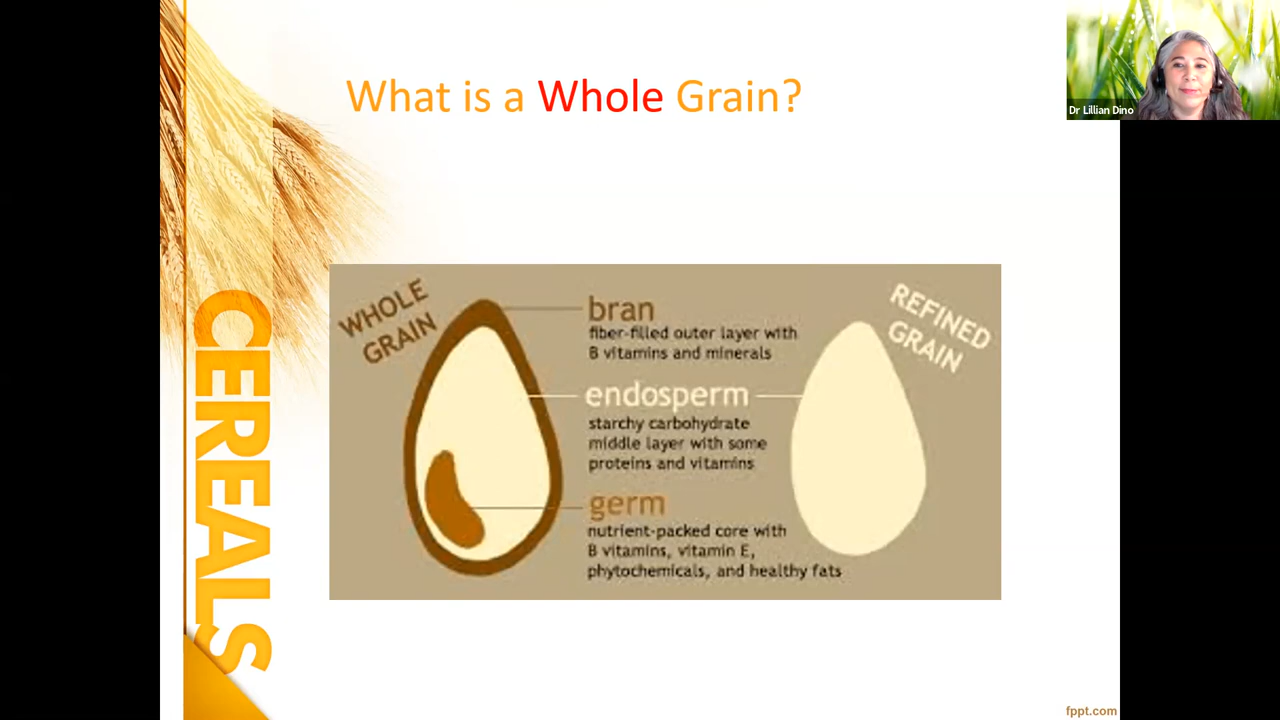 What is a Whole Grain?
Dr Lillian Dino
CEREALS
WHOLE
GRAIN
bran
fiber-filled outer layer with
B vitamins and minerals
endosperm
starchy carbohydrate
middle layer with some
proteins and vitamins
germ
nutrient-packed core with
B vitamins, vitamin E,
phytochemicals, and healthy fats
REFINED
GRAIN
fppt.com